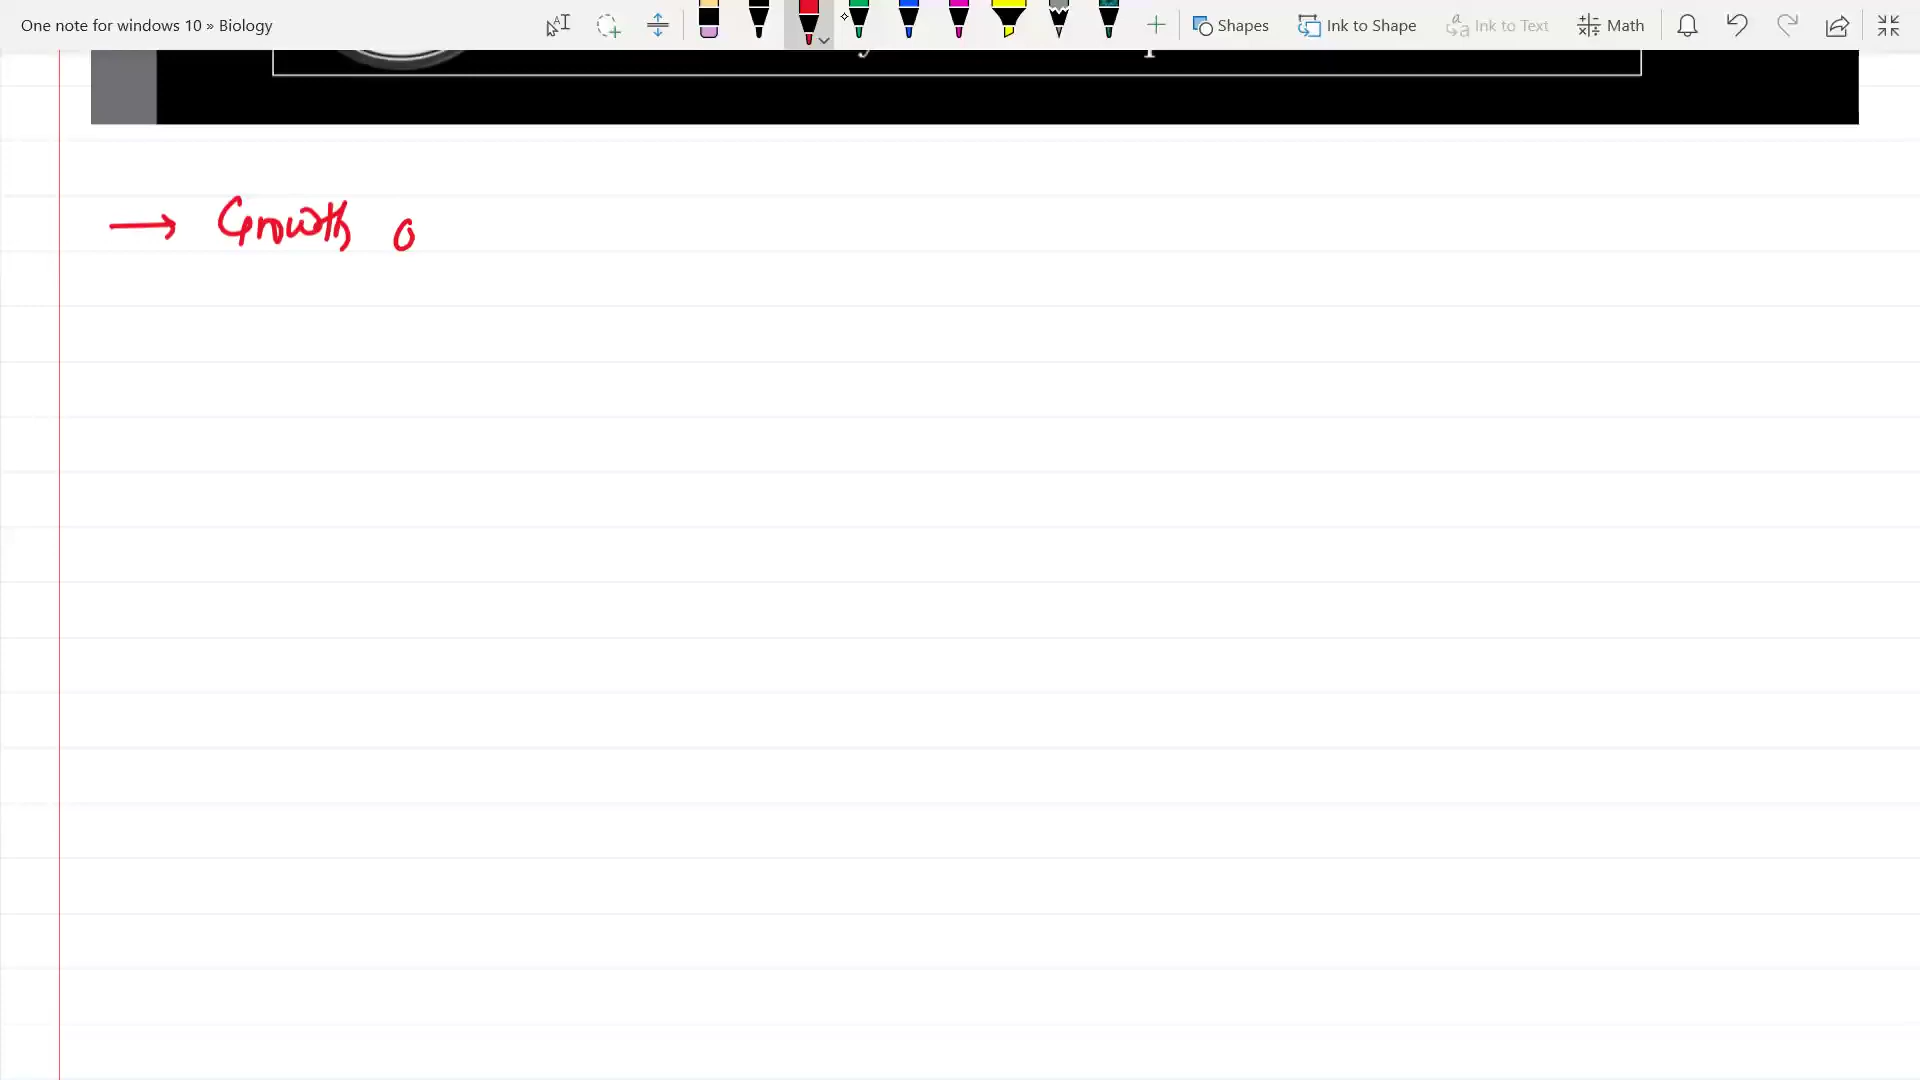 One note for windows 10 » Biology
Shapes
Ink to Shape
Ink to Text
Math
→ Growth o